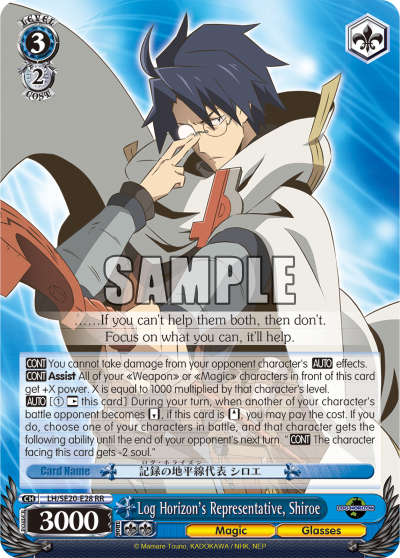 LEVEL
3
2
COST
SAMPLE
……If you can't help them both, then don't.
Focus on what you can, it'll help.
CONT You cannot take damage from your opponent character's AUTO effects.
CONT Assist All of your «Weapon» or «Magic» characters in front of this card
get +X power. X is equal to 1000 multiplied by that character's level.
AUTO [① this card] During your turn, when another of your character's
battle opponent becomes [], if this card is [], you may pay the cost. If you
do, choose one of your characters in battle, and that character gets the
following ability until the end of your opponent's next turn. "CONT The character
facing this card gets -2 soul."
Card Name
ログ・ホライズン
記録の地平線代表 シロエ
CH
LH/SE20-E28 RR
Log Horizon's Representative, Shiroe
LOG HORIZON
POWER
3000
Magic
Glasses
© Mamare Touno, KADOKAWA / NHK, NEP